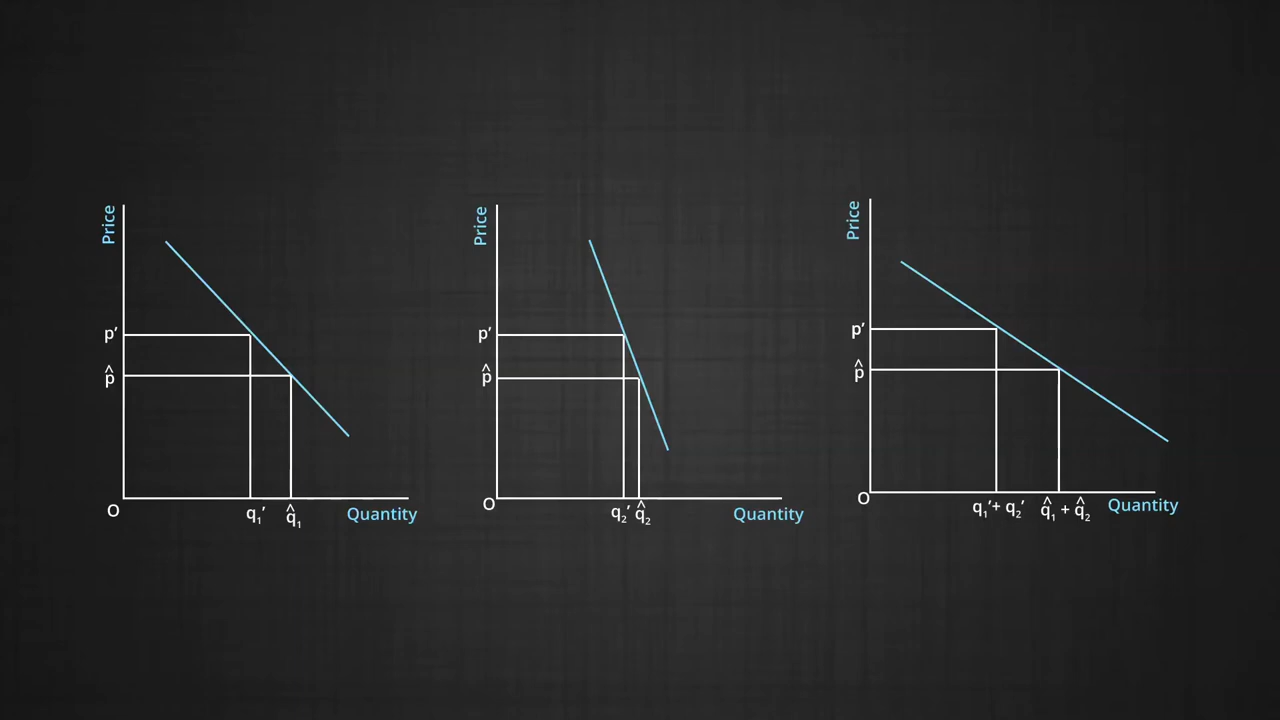 Price
p′
p̂
O
q₁′
q̂₁
Quantity
Price
p′
p̂
O
q₂′
q̂₂
Quantity
Price
p′
p̂
O
q₁′+ q₂′
q̂₁ + q̂₂
Quantity